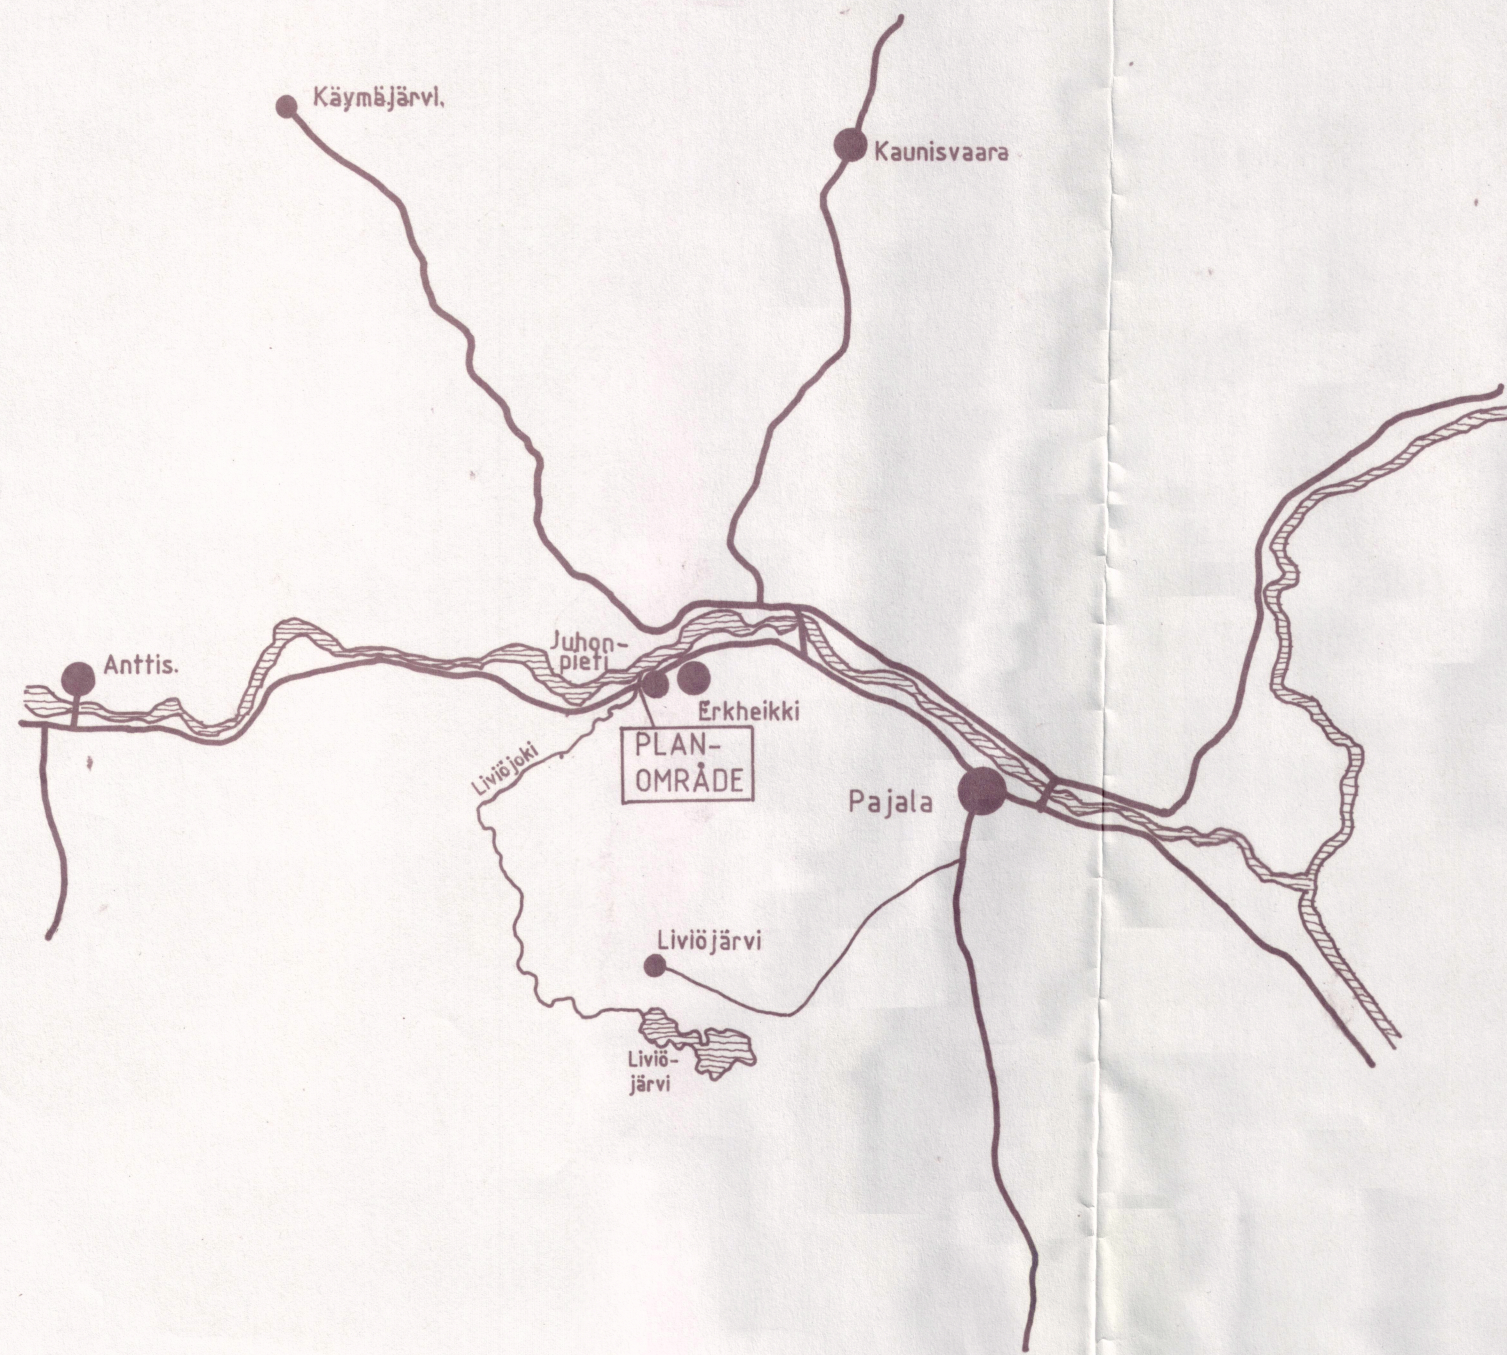 Käymäjärvi.
Kaunisvaara
Juhon-
pieti
Anttis.
Erkheikki
PLAN-
OMRÅDE
Liviöjoki
Pajala
Liviöjärvi
Liviö-
järvi